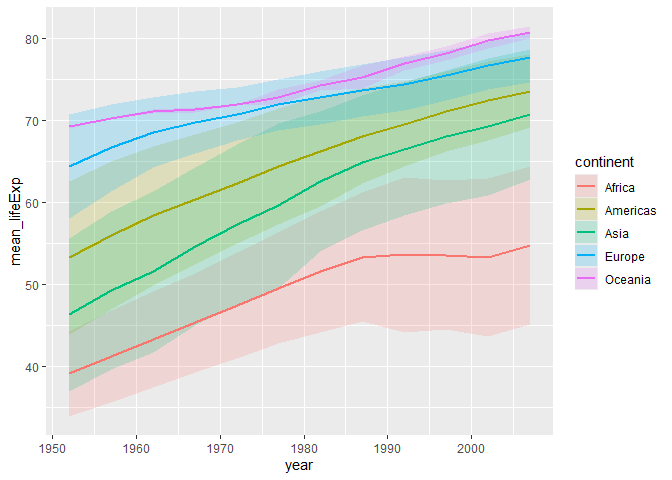 80
70
60
50
40
mean_lifeExp
1950
1960
1970
1980
1990
2000
year
continent
Africa
Americas
Asia
Europe
Oceania